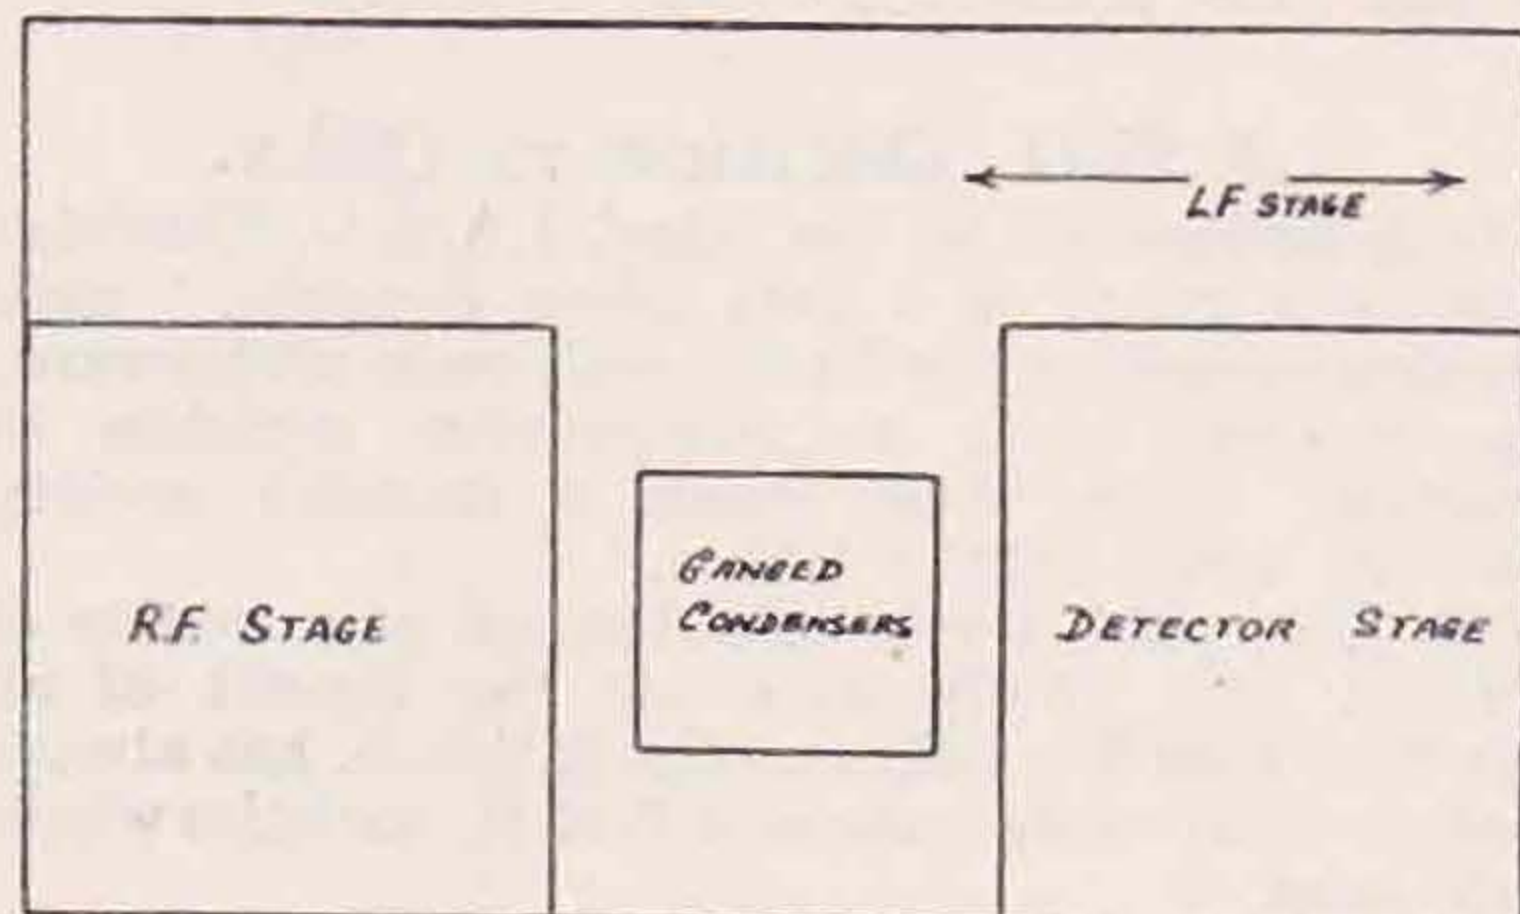 LF STAGE
GANGED
CONDENSERS
R.F. STAGE
DETECTOR STAGE